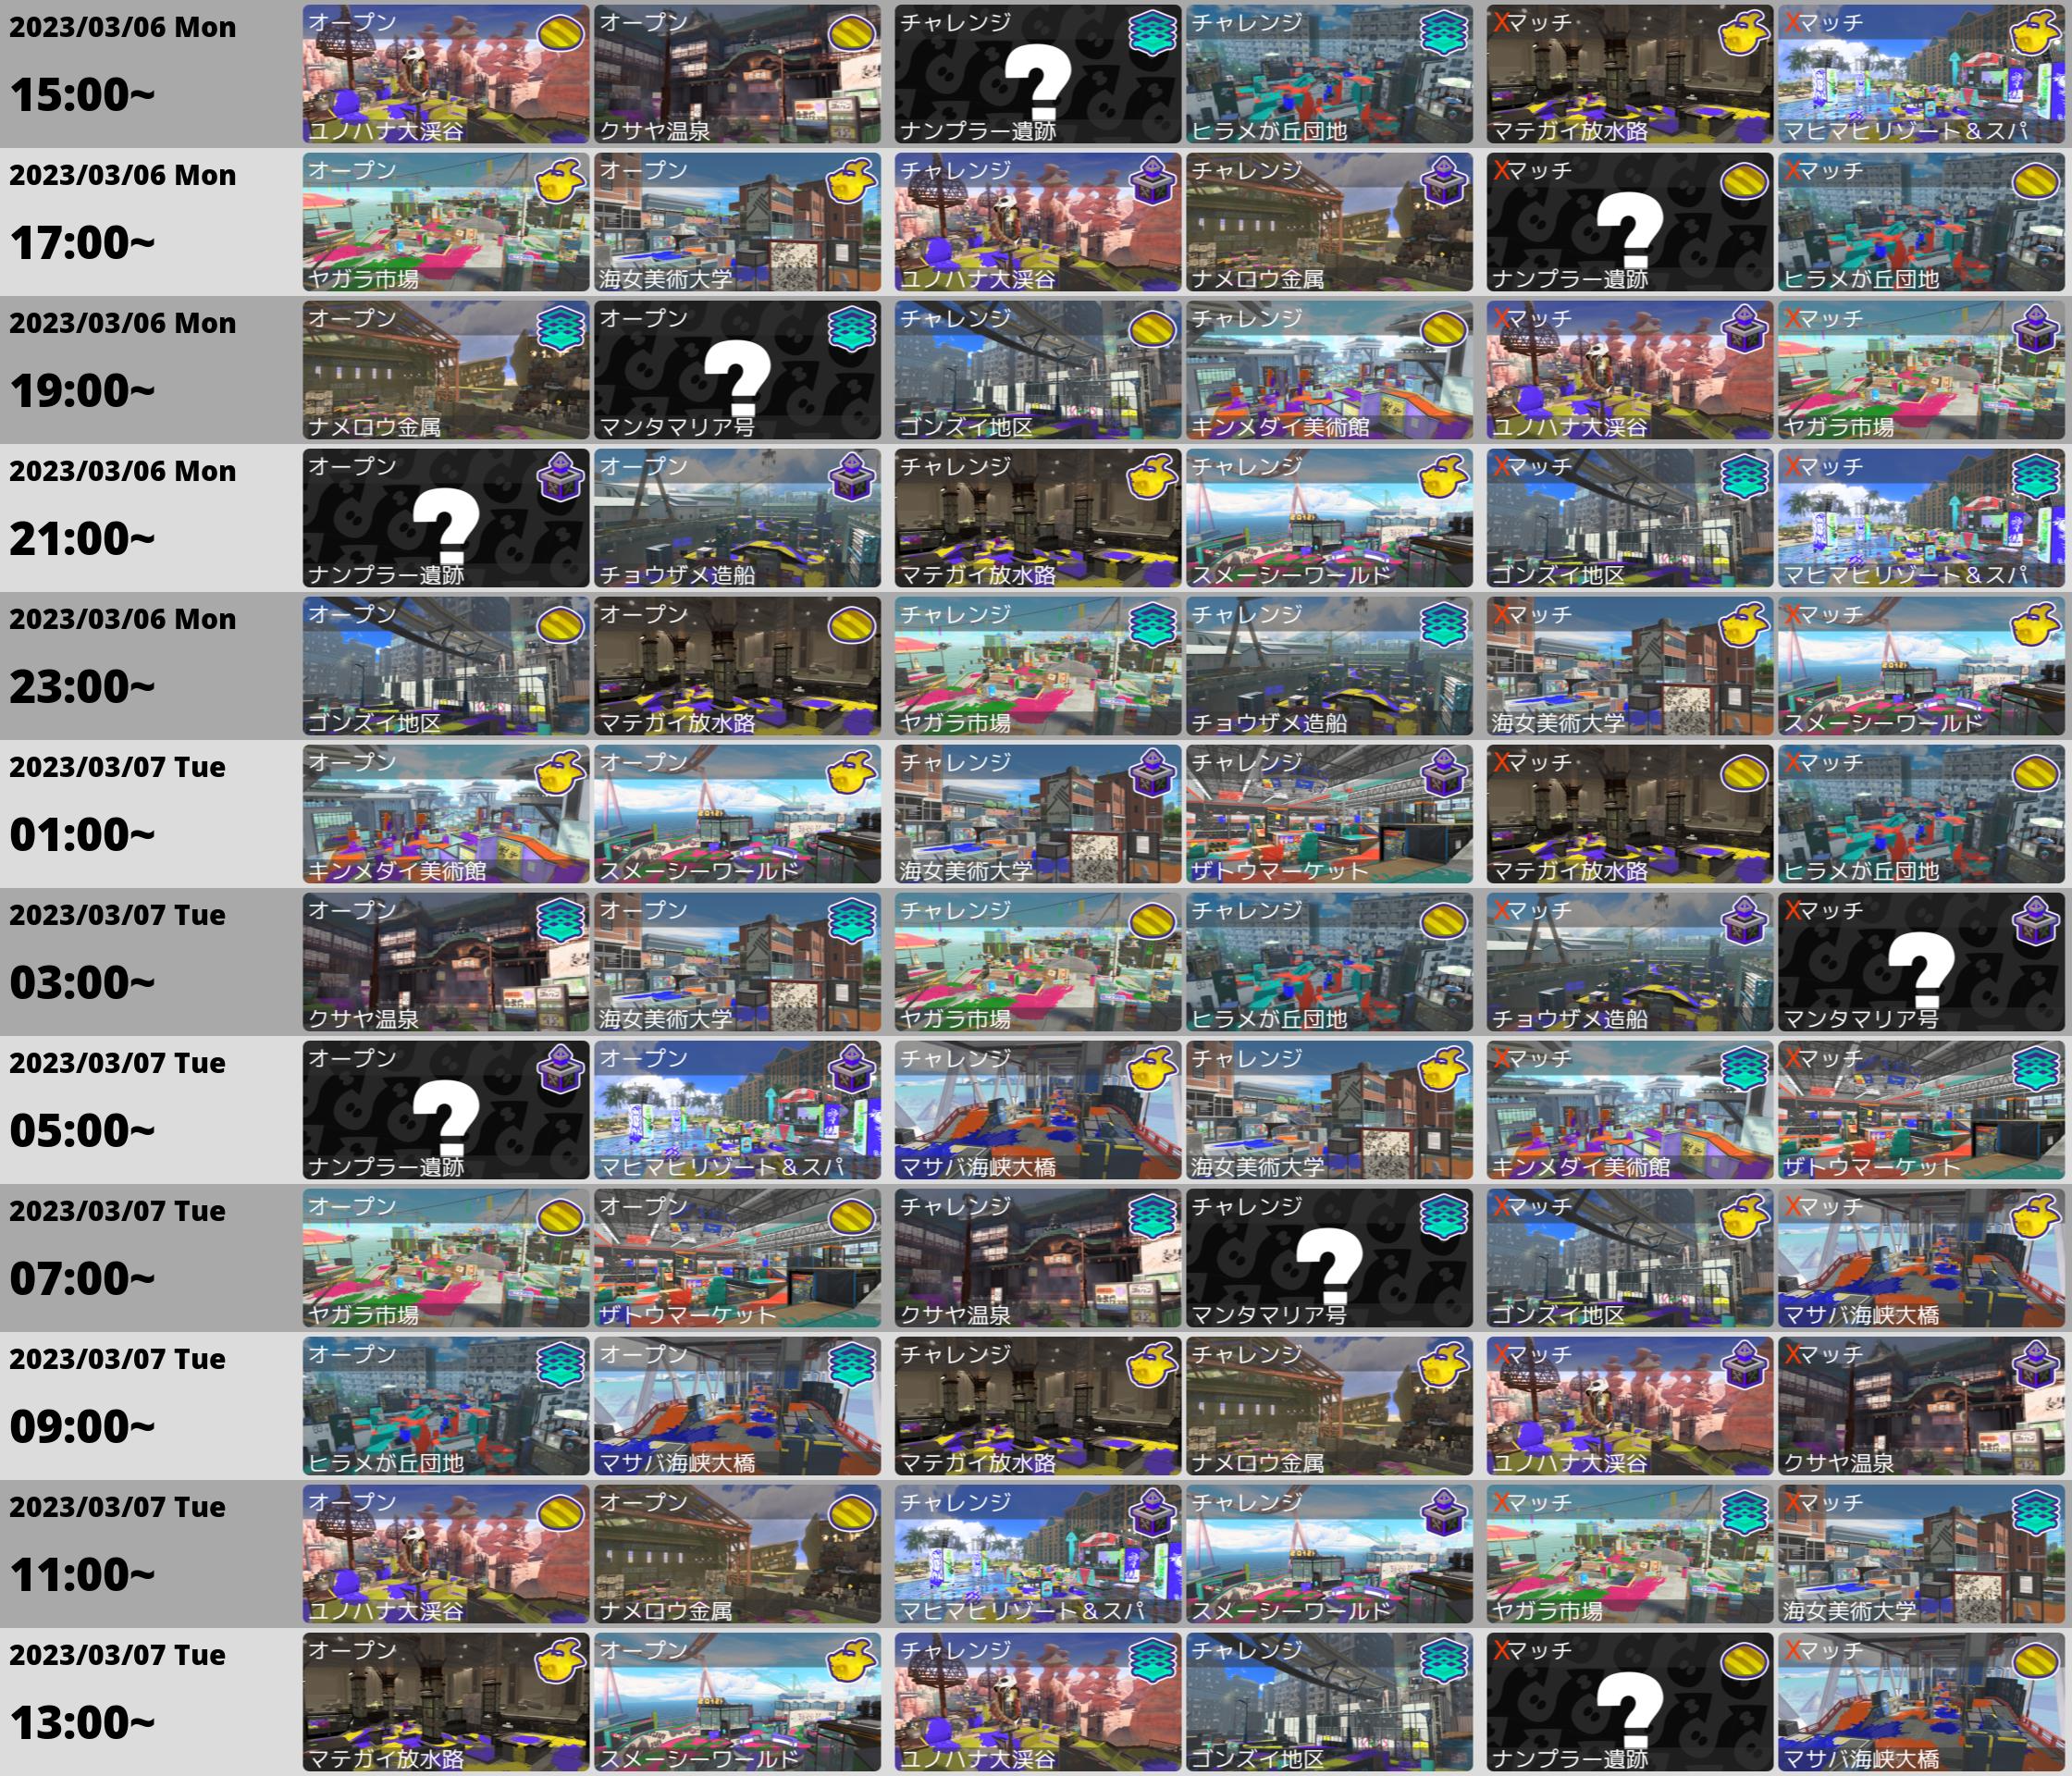 2023/03/06 Mon
15:00~
オープン
ユノハナ大渓谷
オープン
クサヤ温泉
チャレンジ
ナンプラー遺跡
チャレンジ
ヒラメが丘団地
Xマッチ
マテガイ放水路
Xマッチ
マヒマヒリゾート&スパ
2023/03/06 Mon
17:00~
オープン
ヤガラ市場
オープン
海女美術大学
チャレンジ
ユノハナ大渓谷
チャレンジ
ナメロウ金属
Xマッチ
ナンプラー遺跡
Xマッチ
ヒラメが丘団地
2023/03/06 Mon
19:00~
オープン
ナメロウ金属
オープン
マンタマリア号
チャレンジ
ゴンズイ地区
チャレンジ
キンメダイ美術館
Xマッチ
ユノハナ大渓谷
Xマッチ
ヤガラ市場
2023/03/06 Mon
21:00~
オープン
ナンプラー遺跡
オープン
チョウザメ造船
チャレンジ
マテガイ放水路
チャレンジ
スメーシーワールド
Xマッチ
ゴンズイ地区
Xマッチ
マヒマヒリゾート&スパ
2023/03/06 Mon
23:00~
オープン
ゴンズイ地区
オープン
マテガイ放水路
チャレンジ
ヤガラ市場
チャレンジ
チョウザメ造船
Xマッチ
海女美術大学
Xマッチ
スメーシーワールド
2023/03/07 Tue
01:00~
オープン
キンメダイ美術館
オープン
スメーシーワールド
チャレンジ
海女美術大学
チャレンジ
ザトウマーケット
Xマッチ
マテガイ放水路
Xマッチ
ヒラメが丘団地
2023/03/07 Tue
03:00~
オープン
クサヤ温泉
オープン
海女美術大学
チャレンジ
ヤガラ市場
チャレンジ
ヒラメが丘団地
Xマッチ
チョウザメ造船
Xマッチ
マンタマリア号
2023/03/07 Tue
05:00~
オープン
ナンプラー遺跡
オープン
マヒマヒリゾート&スパ
チャレンジ
マサバ海峡大橋
チャレンジ
海女美術大学
Xマッチ
キンメダイ美術館
Xマッチ
ザトウマーケット
2023/03/07 Tue
07:00~
オープン
ヤガラ市場
オープン
ザトウマーケット
チャレンジ
クサヤ温泉
チャレンジ
マンタマリア号
Xマッチ
ゴンズイ地区
Xマッチ
マサバ海峡大橋
2023/03/07 Tue
09:00~
オープン
ヒラメが丘団地
オープン
マサバ海峡大橋
チャレンジ
マテガイ放水路
チャレンジ
ナメロウ金属
Xマッチ
ユノハナ大渓谷
Xマッチ
クサヤ温泉
2023/03/07 Tue
11:00~
オープン
ユノハナ大渓谷
オープン
ナメロウ金属
チャレンジ
マヒマヒリゾート&スパ
チャレンジ
スメーシーワールド
Xマッチ
ヤガラ市場
Xマッチ
海女美術大学
2023/03/07 Tue
13:00~
オープン
マテガイ放水路
オープン
スメーシーワールド
チャレンジ
ユノハナ大渓谷
チャレンジ
ゴンズイ地区
Xマッチ
ナンプラー遺跡
Xマッチ
マサバ海峡大橋